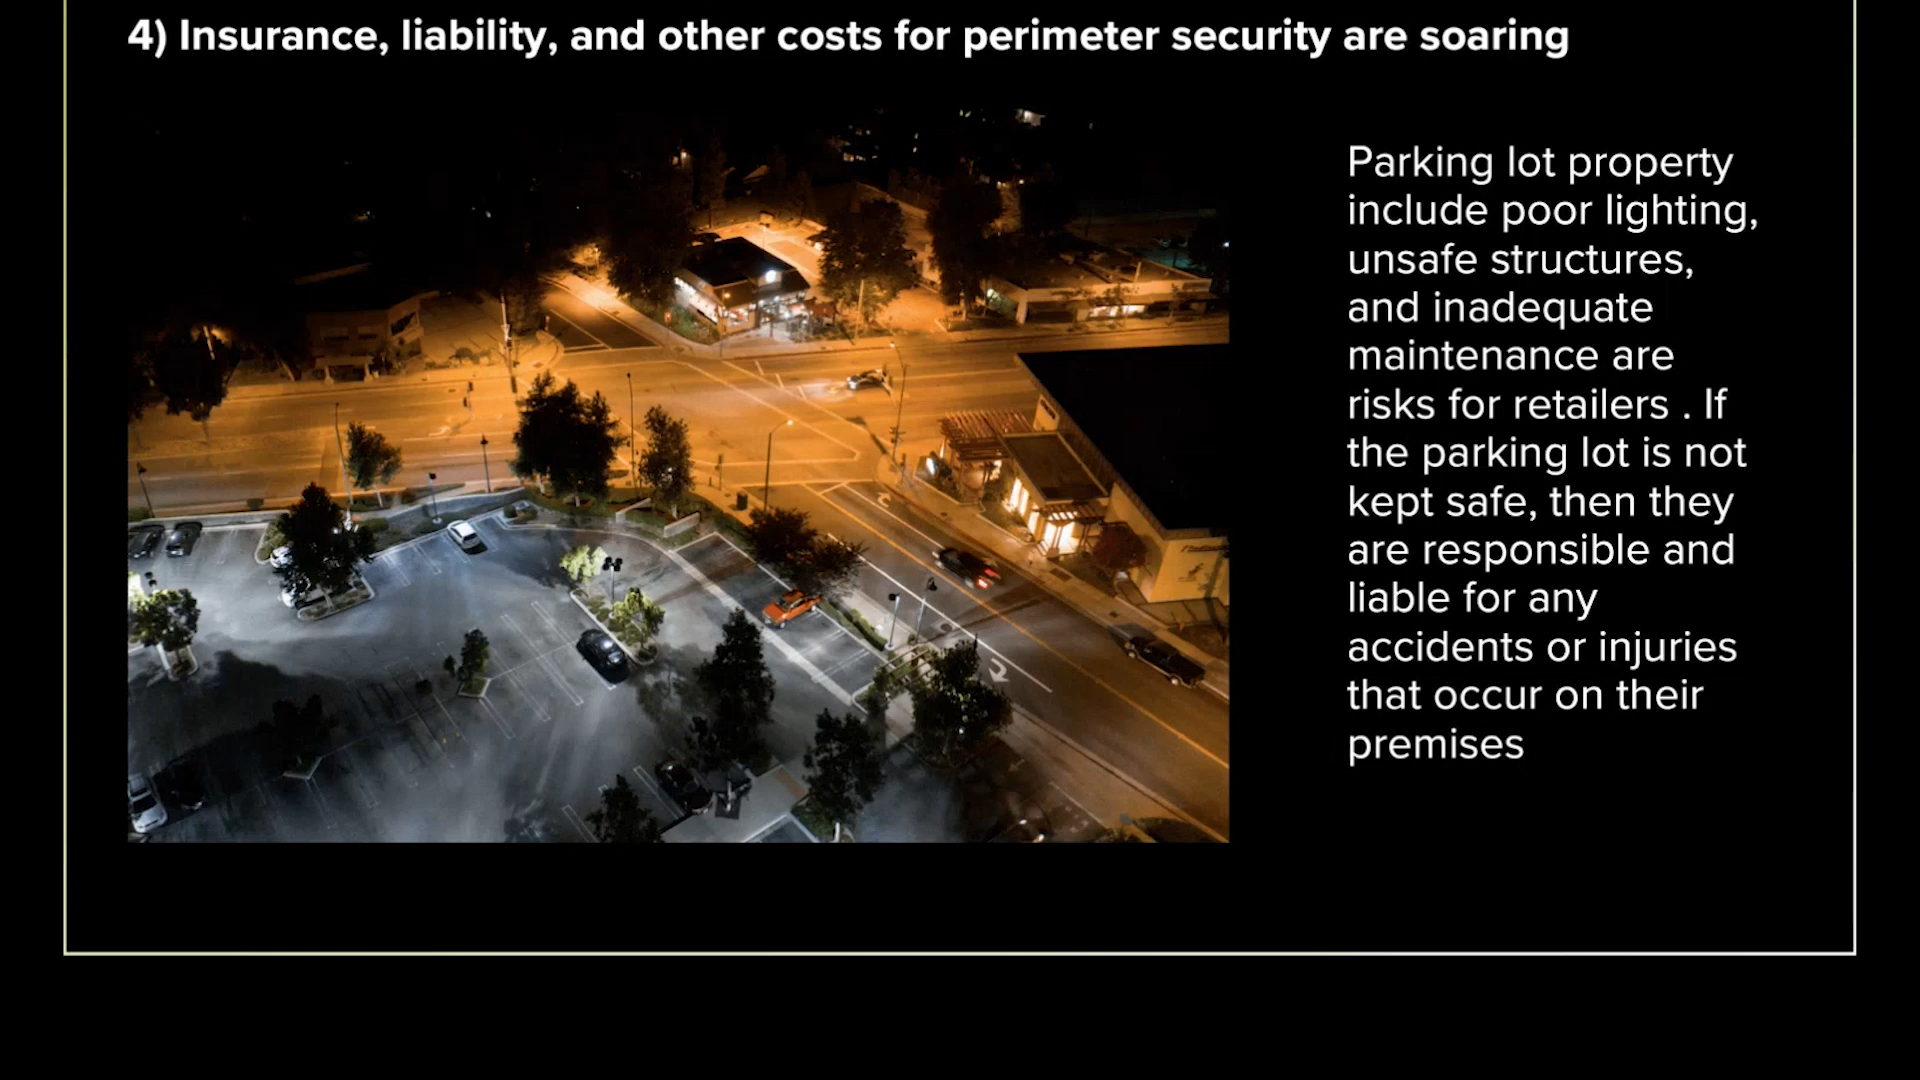 4) Insurance, liability, and other costs for perimeter security are soaring
Parking lot property
include poor lighting,
unsafe structures,
and inadequate
maintenance are
risks for retailers . If
the parking lot is not
kept safe, then they
are responsible and
liable for any
accidents or injuries
that occur on their
premises